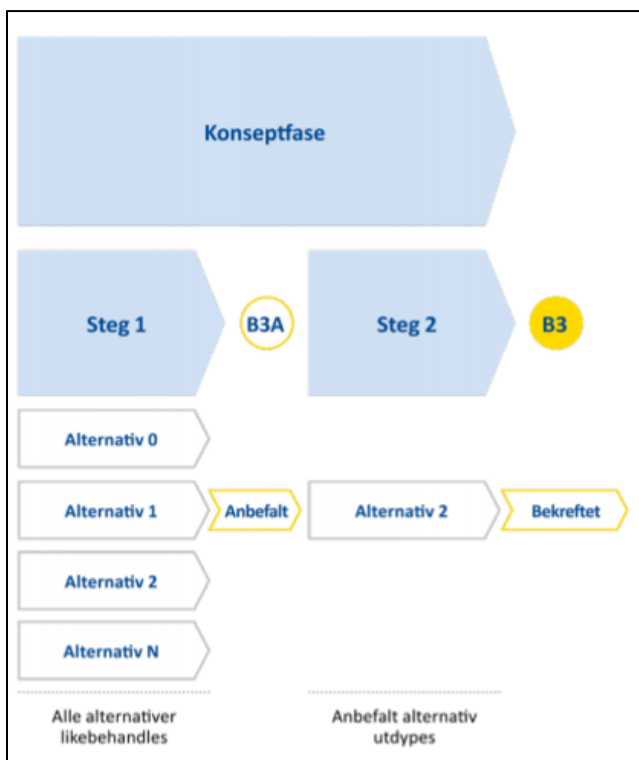 Konseptfase
Steg 1
B3A
Steg 2
B3
Alternativ 0
Alternativ 1
Anbefalt
Alternativ 2
Bekreftet
Alternativ 2
Alternativ N
Alle alternativer
likebehandles
Anbefalt alternativ
utdypes